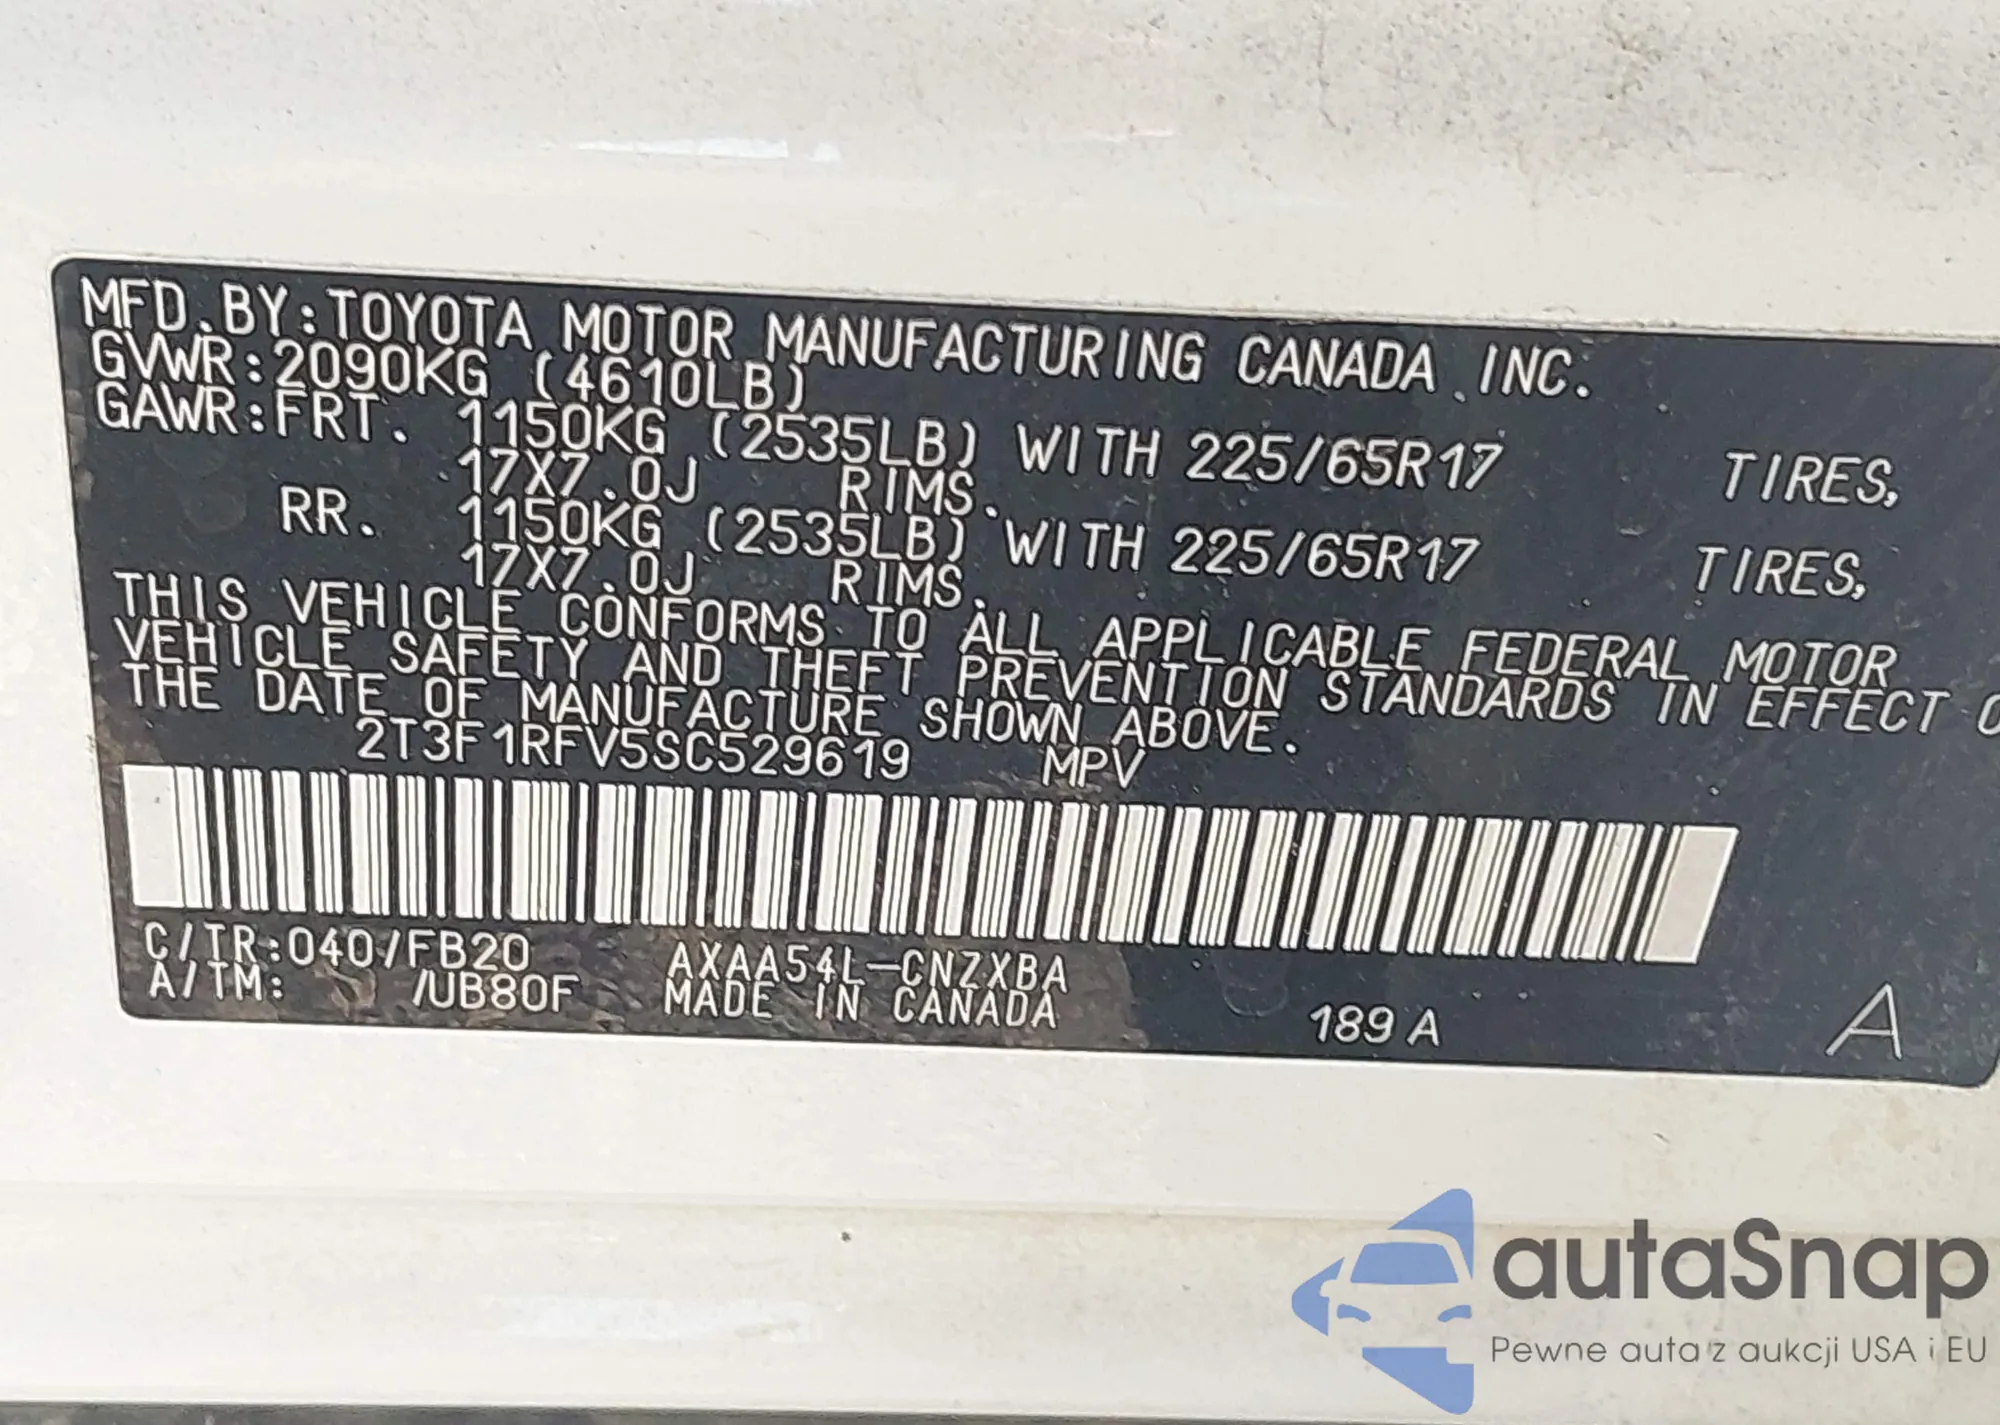 MFD.BY:TOYOTA MOTOR MANUFACTURING CANADA INC.
GVWR:2090KG (4610LB)
GAWR:FRT. 1150KG (2535LB) WITH 225/65R17 TIRES,
17X7.0J RIMS.
RR. 1150KG (2535LB) WITH 225/65R17 TIRES,
17X7.0J RIMS.
THIS VEHICLE CONFORMS TO ALL APPLICABLE FEDERAL MOTOR
VEHICLE SAFETY AND THEFT PREVENTION STANDARDS IN EFFECT O
THE DATE OF MANUFACTURE SHOWN ABOVE.
2T3F1RFV5SC529619 MPV
C/TR:040/FB20 AXAA54L-CNZXBA
A/TM: /UB80F MADE IN CANADA 189A A
autaSnap
Pewne auta z aukcji USA i EU